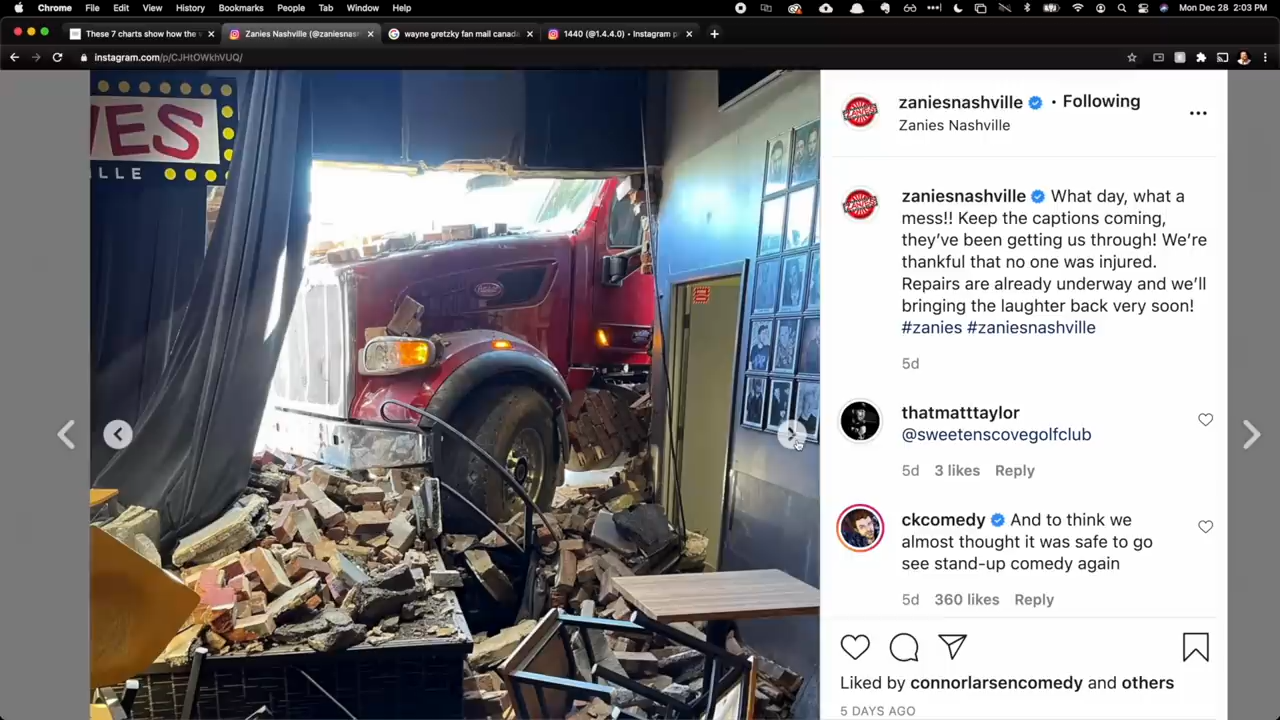 Chrome File Edit View History Bookmarks People Tab Window Help
Mon Dec 28 2:03 PM
These 7 charts show how the
Zanies Nashville (@zaniesnas
wayne gretzky fan mail canad
1440 (@1.4.4.0) • Instagram p
instagram.com/p/CJHtOWkhVUQ/
NIES
LLE
zaniesnashville • Following
Zanies Nashville
zaniesnashville What day, what a
mess!! Keep the captions coming,
they've been getting us through! We're
thankful that no one was injured.
Repairs are already underway and we'll
bringing the laughter back very soon!
#zanies #zaniesnashville
5d
thatmatttaylor
@sweetenscovegolfclub
5d 3 likes Reply
ckcomedy And to think we
almost thought it was safe to go
see stand-up comedy again
5d 360 likes Reply
Liked by connorlarsencomedy and others
5 DAYS AGO